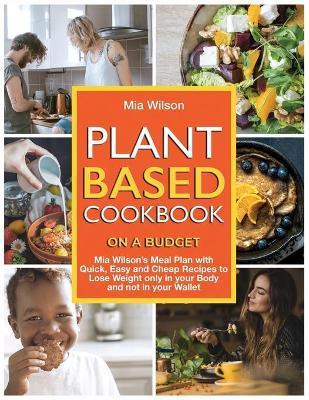 Mia Wilson
PLANT
BASED
COOKBOOK
ON A BUDGET
Mia Wilson's Meal Plan with
Quick, Easy and Cheap Recipes to
Lose Weight only in your Body
and not in your Wallet